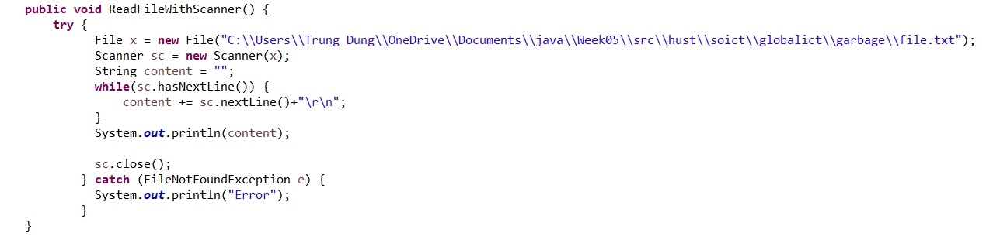 public void ReadFileWithScanner() {
try {
File x = new File("C:\\Users\\Trung Dung\\OneDrive\\Documents\\java\\Week05\\src\\hust\\soict\\globalict\\garbage\\file.txt");
Scanner sc = new Scanner(x);
String content = "";
while(sc.hasNextLine()) {
content += sc.nextLine()+"\r\n";
}
System.out.println(content);
sc.close();
} catch (FileNotFoundException e) {
System.out.println("Error");
}
}